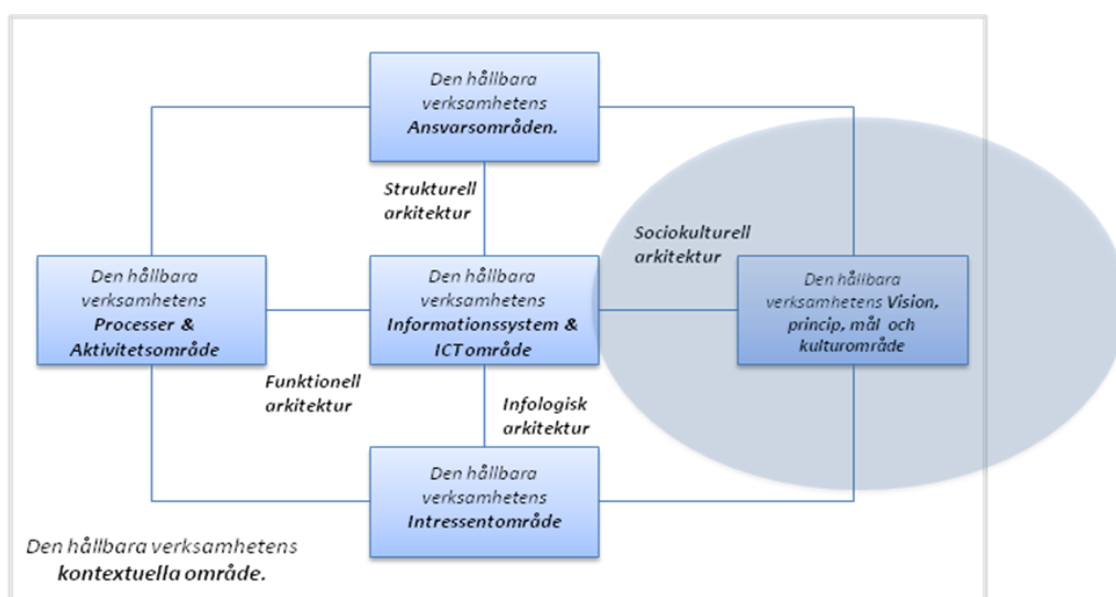 Den hållbara
verksamhetens
Ansvarsområden.
Strukturell
arkitektur
Sociokulturell
arkitektur
Den hållbara
verksamhetens
Processer &
Aktivitetsområde
Den hållbara
verksamhetens
Informationssystem &
ICT område
Den hållbara
verksamhetens Vision,
princip, mål och
kulturområde
Funktionell
arkitektur
Infologisk
arkitektur
Den hållbara
verksamhetens
Intressentområde
Den hållbara verksamhetens
kontextuella område.